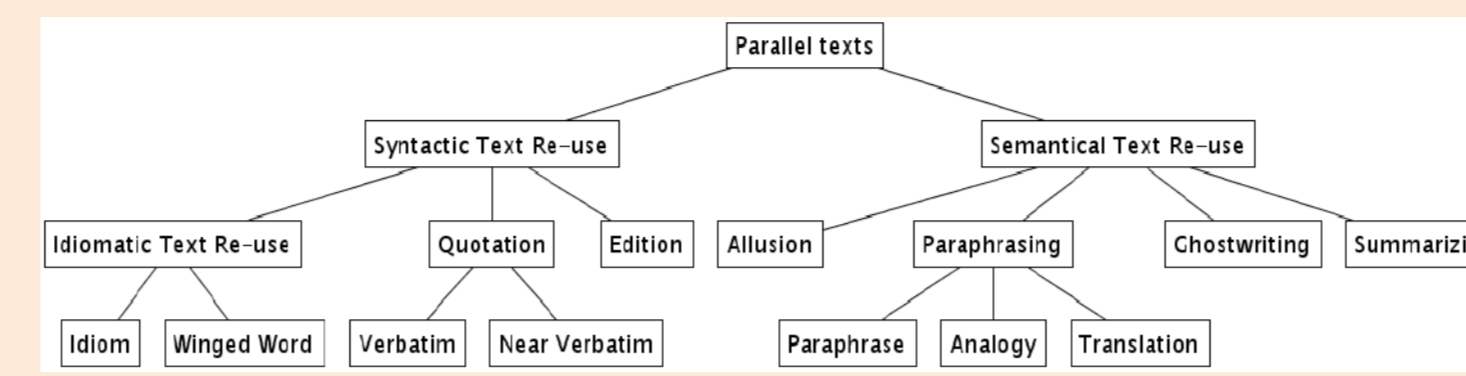 Parallel texts
Syntactic Text Re-use
Semantical Text Re-use
Idiomatic Text Re-use
Quotation
Edition
Allusion
Paraphrasing
Ghostwriting
Summarizi
Idiom
Winged Word
Verbatim
Near Verbatim
Paraphrase
Analogy
Translation